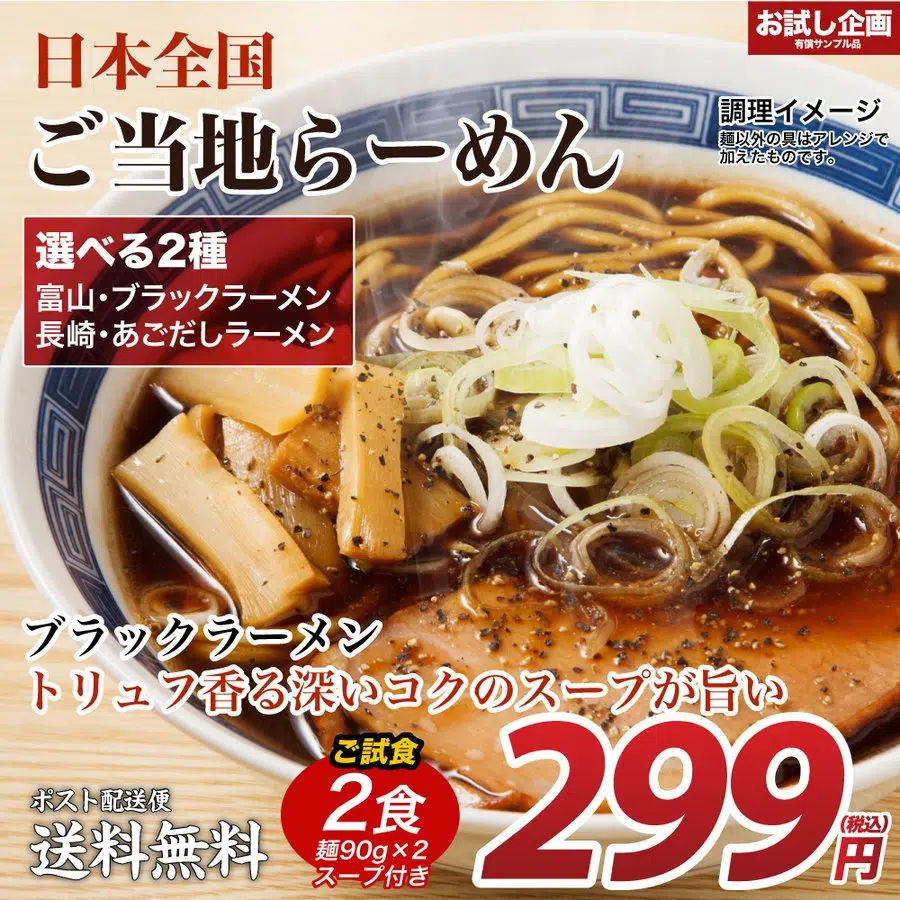 お試し企画
有償サンプル品
日本全国
ご当地らーめん
調理イメージ
麺以外の具はアレンジで
加えたものです。
選べる2種
富山・ブラックラーメン
長崎・あごだしラーメン
ブラックラーメン
トリュフ香る深いコクのスープが旨い
ポスト配送便
送料無料
ご試食
2食
麺90g×2
スープ付き
299円(税込)